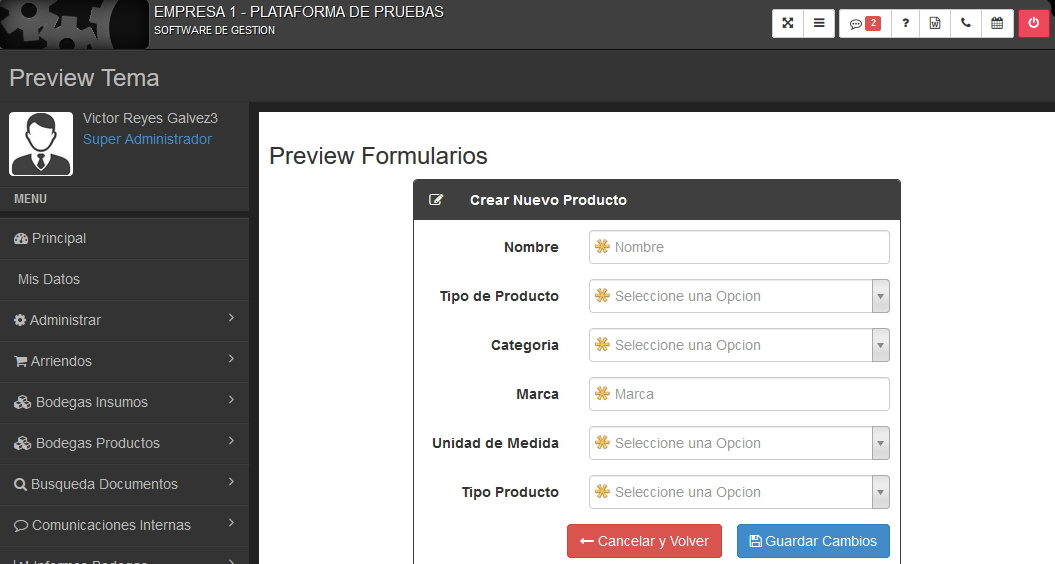 EMPRESA 1 - PLATAFORMA DE PRUEBAS
SOFTWARE DE GESTION
2
?
Preview Tema
Victor Reyes Galvez3
Super Administrador
MENU
Principal
Mis Datos
Administrar
Arriendos
Bodegas Insumos
Bodegas Productos
Busqueda Documentos
Comunicaciones Internas
Informes Bodegas
Preview Formularios
Crear Nuevo Producto
Nombre Nombre
Tipo de Producto Seleccione una Opcion
Categoria Seleccione una Opcion
Marca Marca
Unidad de Medida Seleccione una Opcion
Tipo Producto Seleccione una Opcion
Cancelar y Volver Guardar Cambios